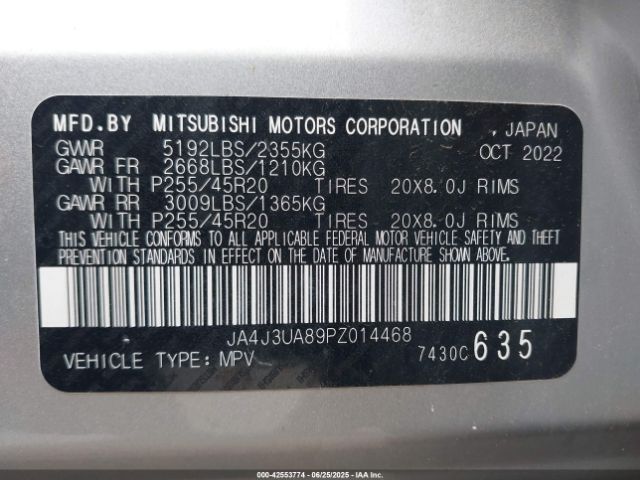 MFD.BY MITSUBISHI MOTORS CORPORATION , JAPAN
GVWR 5192LBS/2355KG OCT 2022
GAWR FR 2668LBS/1210KG
WITH P255/45R20 TIRES 20X8.0J RIMS
GAWR RR 3009LBS/1365KG
WITH P255/45R20 TIRES 20X8.0J RIMS
THIS VEHICLE CONFORMS TO ALL APPLICABLE FEDERAL MOTOR VEHICLE SAFETY AND THEFT
PREVENTION STANDARDS IN EFFECT ON THE DATE OF MANUFACTURE SHOWN ABOVE.
JA4J3UA89PZ014468
VEHICLE TYPE: MPV 7430C 635
000-42553774 - 06/25/2025 - IAAI.COM